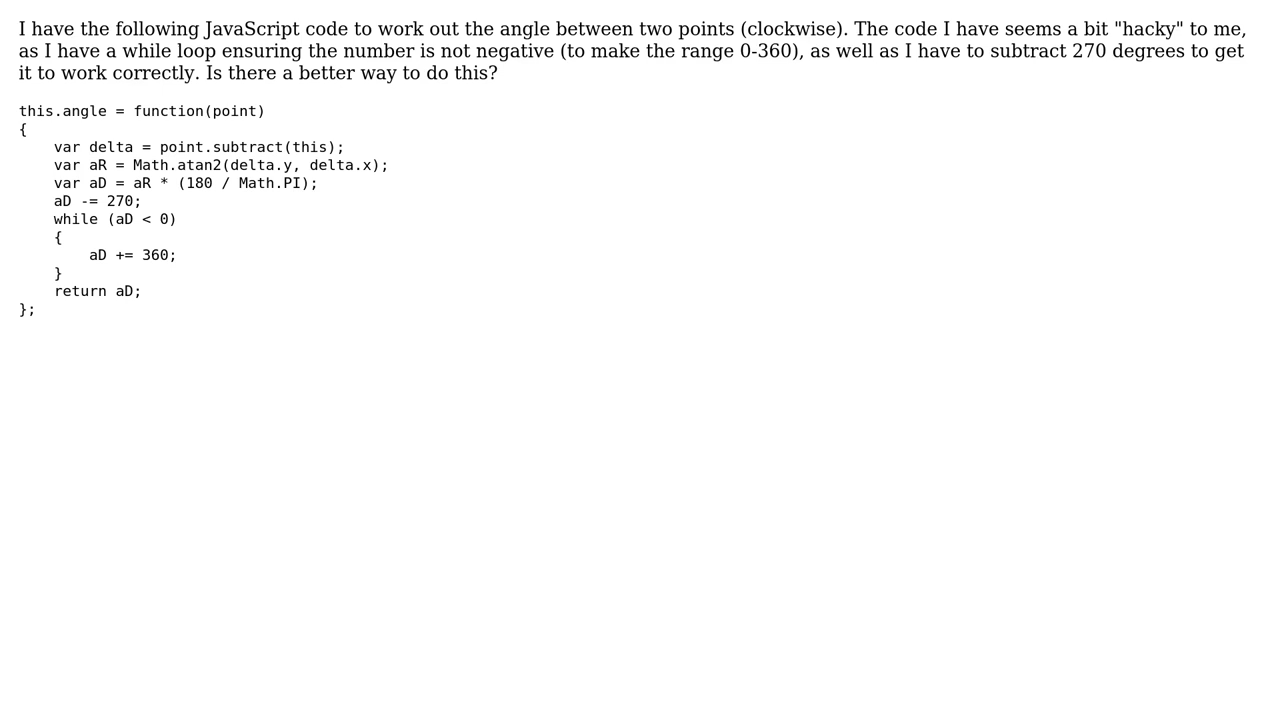 I have the following JavaScript code to work out the angle between two points (clockwise). The code I have seems a bit "hacky" to me,
as I have a while loop ensuring the number is not negative (to make the range 0-360), as well as I have to subtract 270 degrees to get
it to work correctly. Is there a better way to do this?
this.angle = function(point)
{
    var delta = point.subtract(this);
    var aR = Math.atan2(delta.y, delta.x);
    var aD = aR * (180 / Math.PI);
    aD -= 270;
    while (aD < 0)
    {
        aD += 360;
    }
    return aD;
};